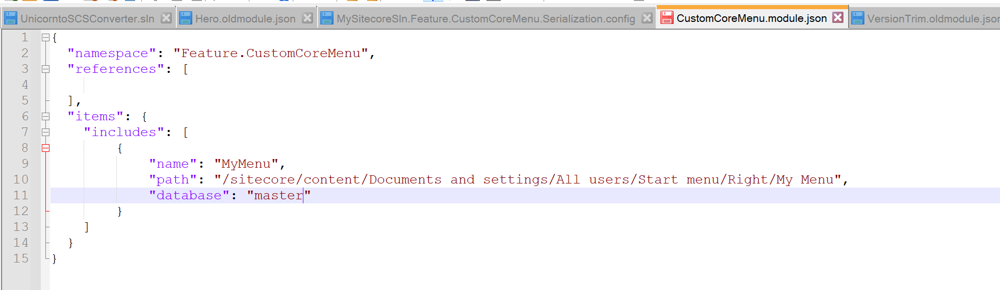 UnicorntoSCSConverter.sln Hero.oldmodule.json MySitecoreSln.Feature.CustomCoreMenu.Serialization.config CustomCoreMenu.module.json VersionTrim.oldmodule.jsor
1 {
2 "namespace": "Feature.CustomCoreMenu",
3 "references": [
4
5 ],
6 "items": {
7 "includes": [
8 {
9 "name": "MyMenu",
10 "path": "/sitecore/content/Documents and settings/All users/Start menu/Right/My Menu",
11 "database": "master"
12 }
13 ]
14 }
15 }